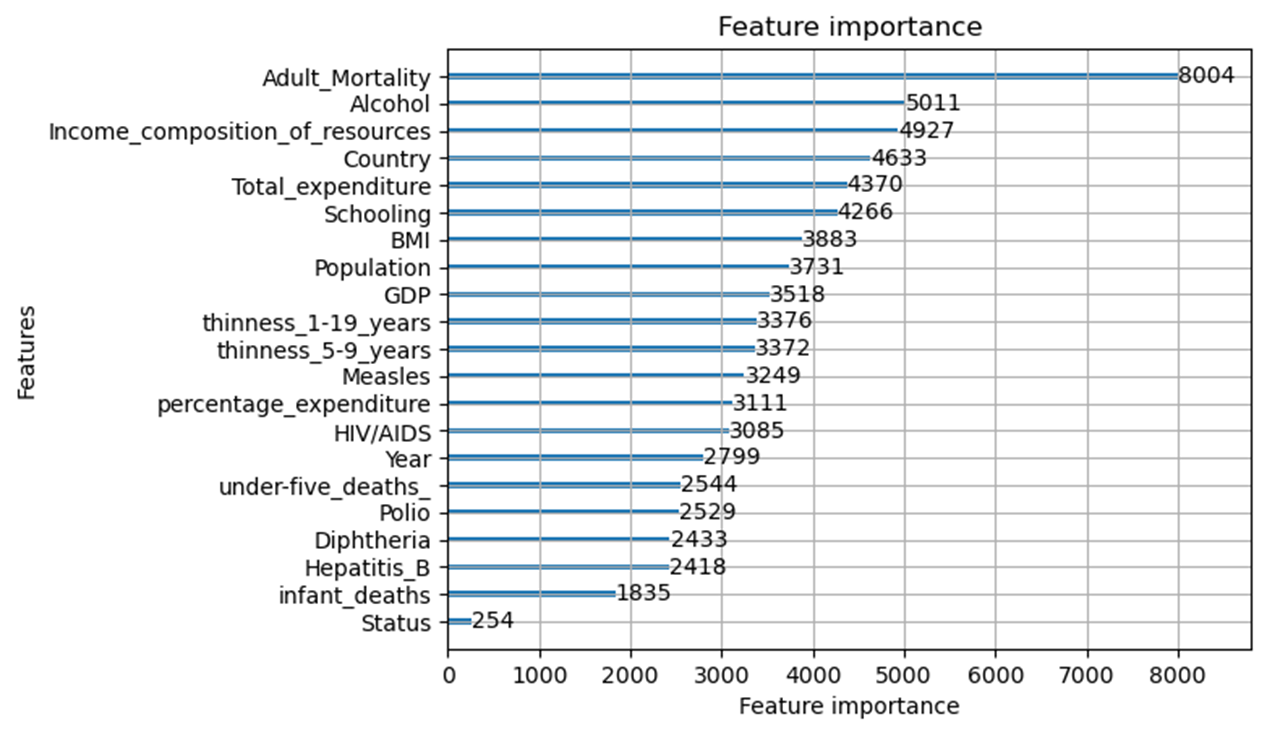 Feature importance
Adult_Mortality 8004
Alcohol 5011
Income_composition_of_resources 4927
Country 4633
Total_expenditure 4370
Schooling 4266
BMI 3883
Population 3731
GDP 3518
thinness_1-19_years 3376
thinness_5-9_years 3372
Measles 3249
percentage_expenditure 3111
HIV/AIDS 3085
Year 2799
under-five_deaths_ 2544
Polio 2529
Diphtheria 2433
Hepatitis_B 2418
infant_deaths 1835
Status 254
Features
0 1000 2000 3000 4000 5000 6000 7000 8000
Feature importance